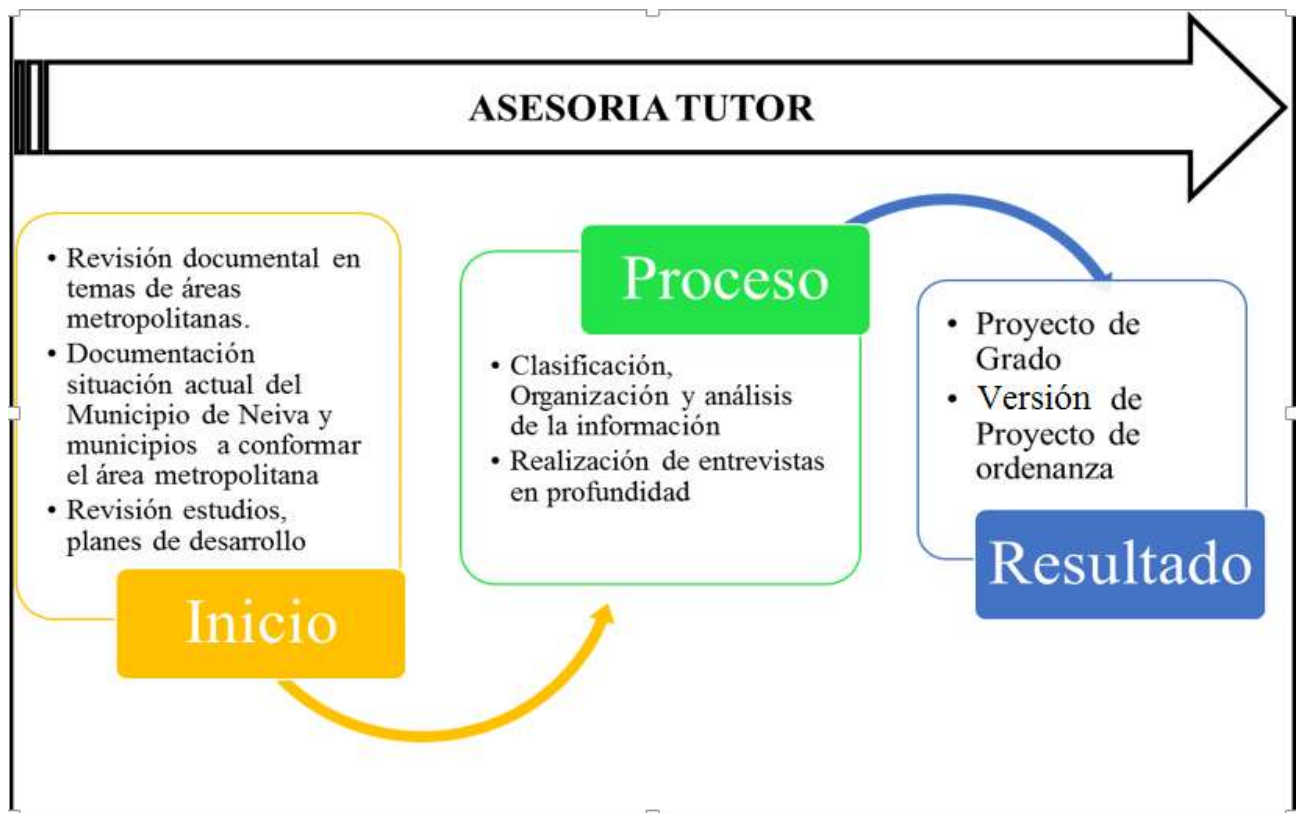 ASESORIA TUTOR
• Revisión documental en
temas de áreas
metropolitanas.
• Documentación
situación actual del
Municipio de Neiva y
municipios a conformar
el área metropolitana
• Revisión estudios,
planes de desarrollo
Inicio
Proceso
• Clasificación,
Organización y análisis
de la información
• Realización de entrevistas
en profundidad
• Proyecto de
Grado
• Versión de
Proyecto de
ordenanza
Resultado